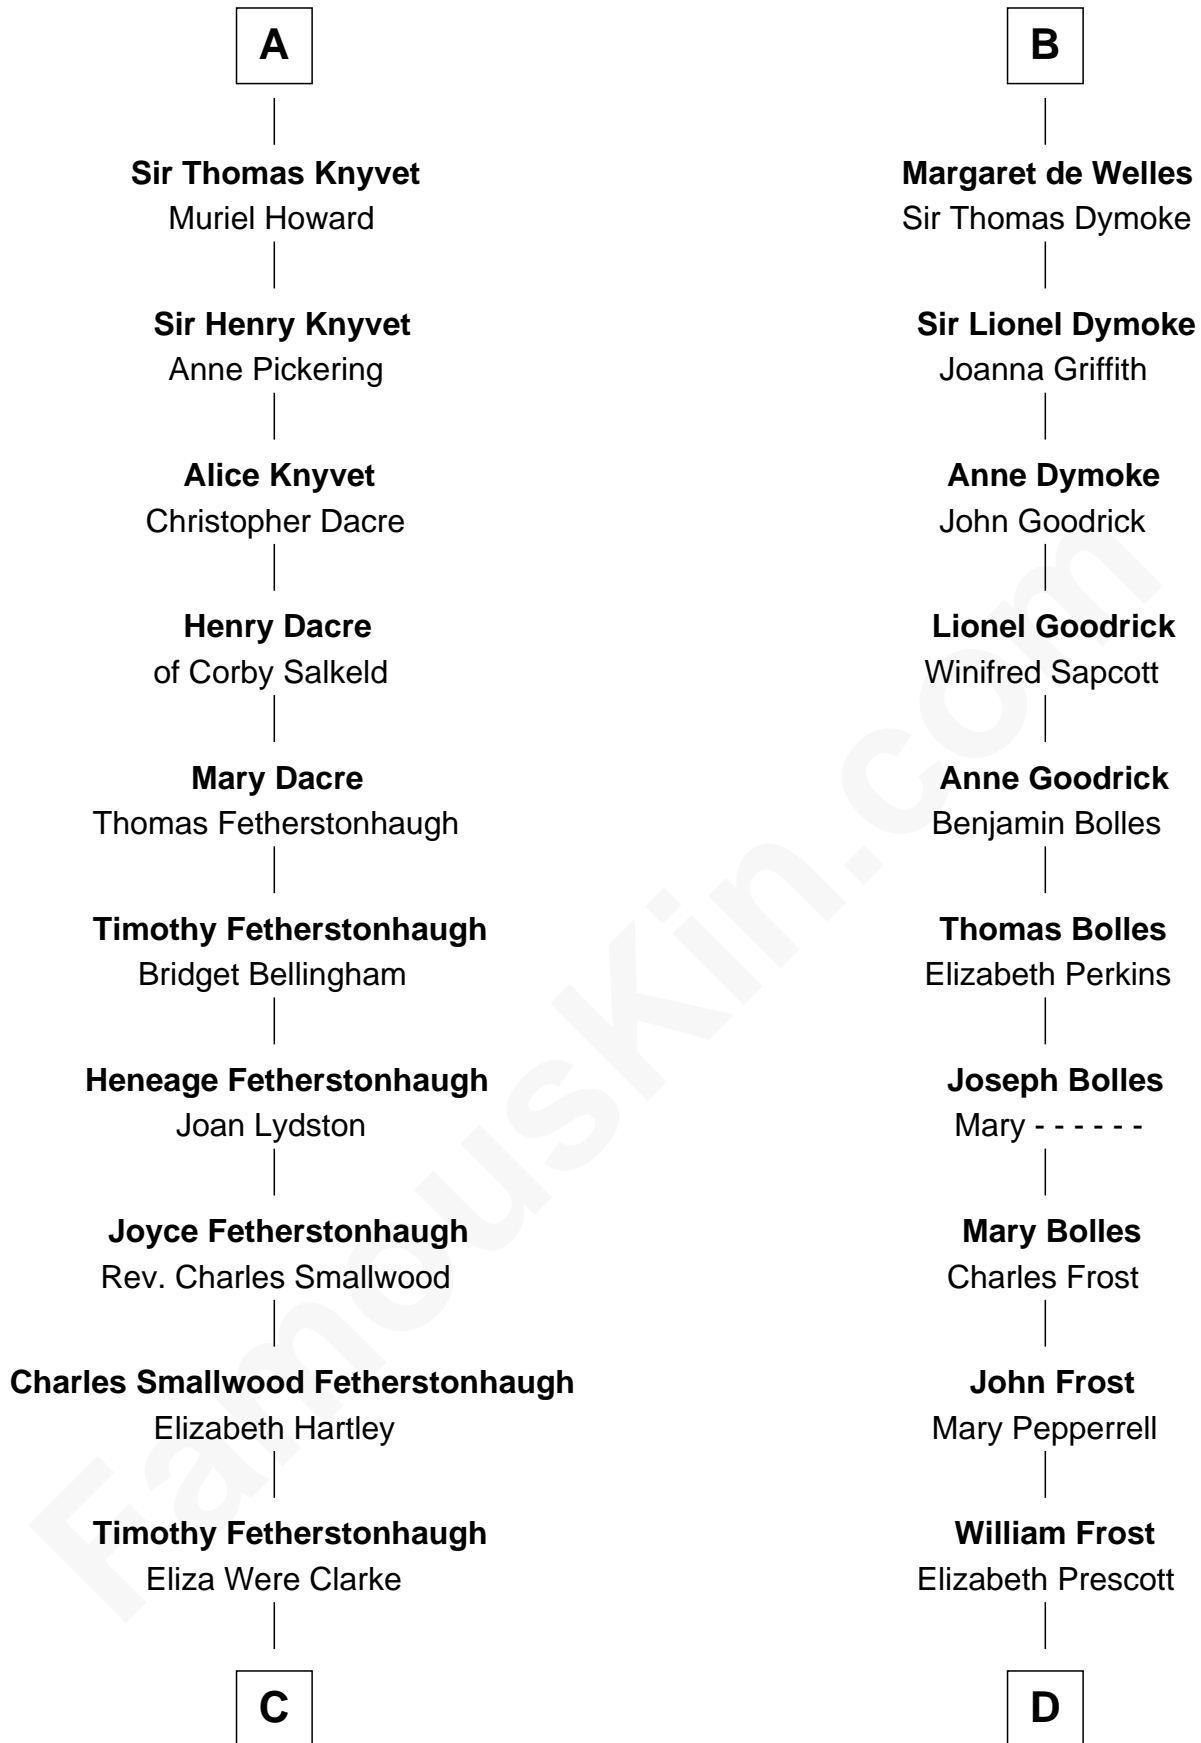 A
Sir Thomas Knyvet
Muriel Howard
Sir Henry Knyvet
Anne Pickering
Alice Knyvet
Christopher Dacre
Henry Dacre
of Corby Salkeld
Mary Dacre
Thomas Fetherstonhaugh
Timothy Fetherstonhaugh
Bridget Bellingham
Heneage Fetherstonhaugh
Joan Lydston
Joyce Fetherstonhaugh
Rev. Charles Smallwood
Charles Smallwood Fetherstonhaugh
Elizabeth Hartley
Timothy Fetherstonhaugh
Eliza Were Clarke
C
B
Margaret de Welles
Sir Thomas Dymoke
Sir Lionel Dymoke
Joanna Griffith
Anne Dymoke
John Goodrick
Lionel Goodrick
Winifred Sapcott
Anne Goodrick
Benjamin Bolles
Thomas Bolles
Elizabeth Perkins
Joseph Bolles
Mary - - - - - -
Mary Bolles
Charles Frost
John Frost
Mary Pepperrell
William Frost
Elizabeth Prescott
D
FamousKin.com